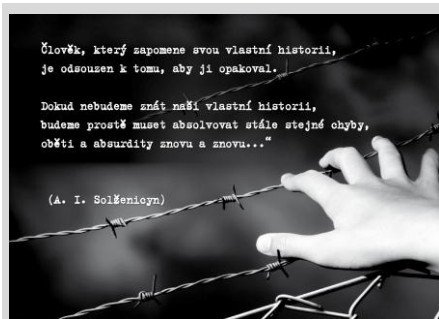 Člověk, který zapomene svou vlastní historii,
je odsouzen k tomu, aby ji opakoval.
Dokud nebudeme znát naši vlastní historii,
budeme prostě muset absolvovat stále stejné chyby,
oběti a absurdity znovu a znovu..."
(A. I. Solženicyn)